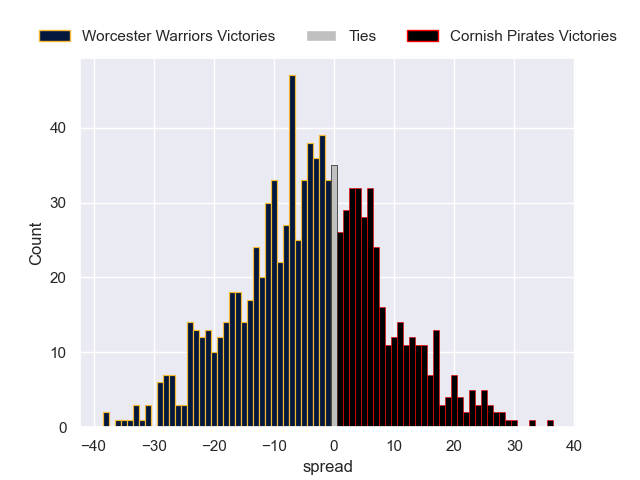 Worcester Warriors Victories Ties Cornish Pirates Victories
40
30
20
10
0
Count
−40 −30 −20 −10 0 10 20 30 40
spread